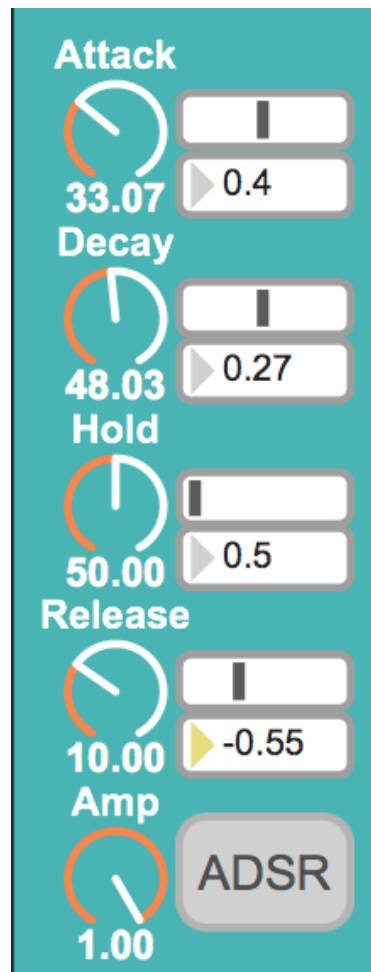 Attack
33.07
0.4
Decay
48.03
0.27
Hold
50.00
0.5
Release
10.00
-0.55
Amp
1.00
ADSR